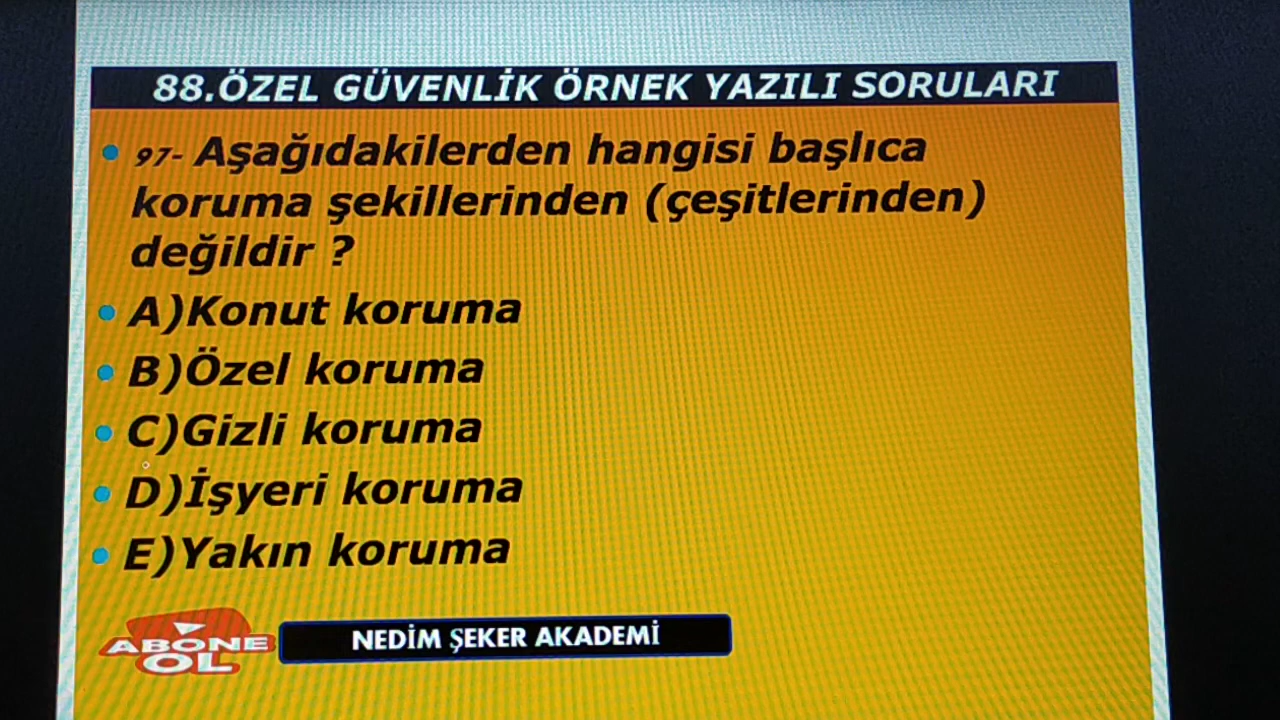 88.ÖZEL GÜVENLİK ÖRNEK YAZILI SORULARI
97- Aşağıdakilerden hangisi başlıca
koruma şekillerinden (çeşitlerinden)
değildir ?
A)Konut koruma
B)Özel koruma
C)Gizli koruma
D)İşyeri koruma
E)Yakın koruma
ABONE
OL
NEDİM ŞEKER AKADEMİ